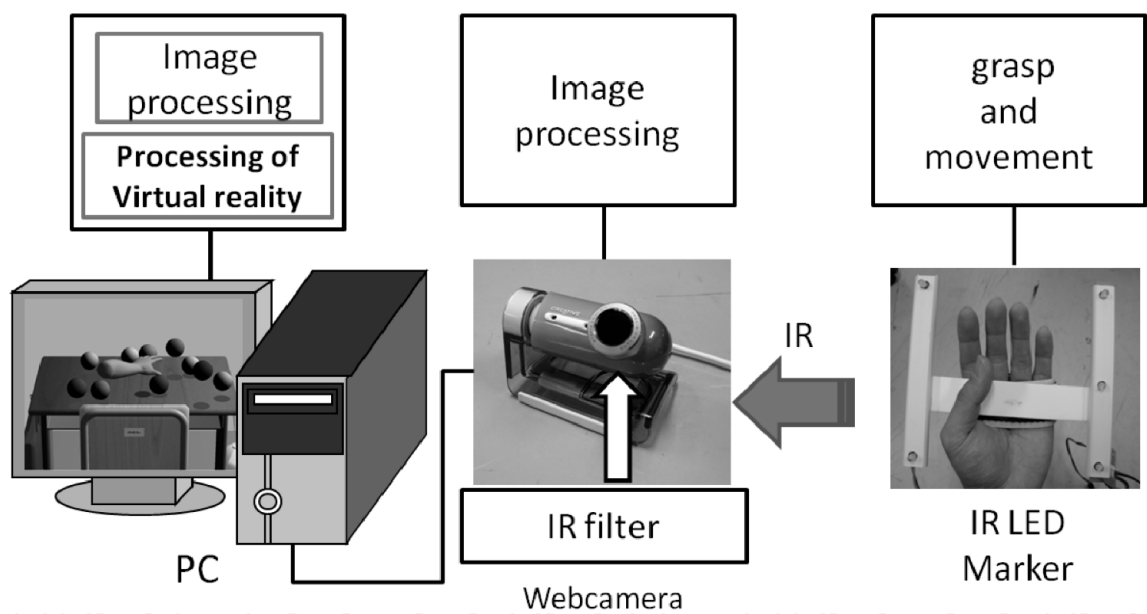 Image
processing
Processing of
Virtual reality
Image
processing
grasp
and
movement
IR
IR filter
PC
Webcamera
IR LED
Marker